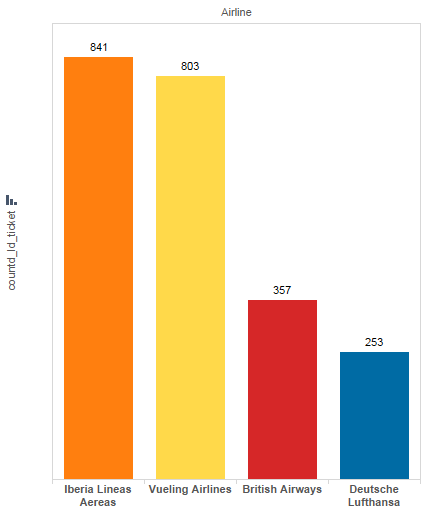 Airline
841
803
357
253
countd_Id_ticket
Iberia Lineas
Aereas
Vueling Airlines
British Airways
Deutsche
Lufthansa